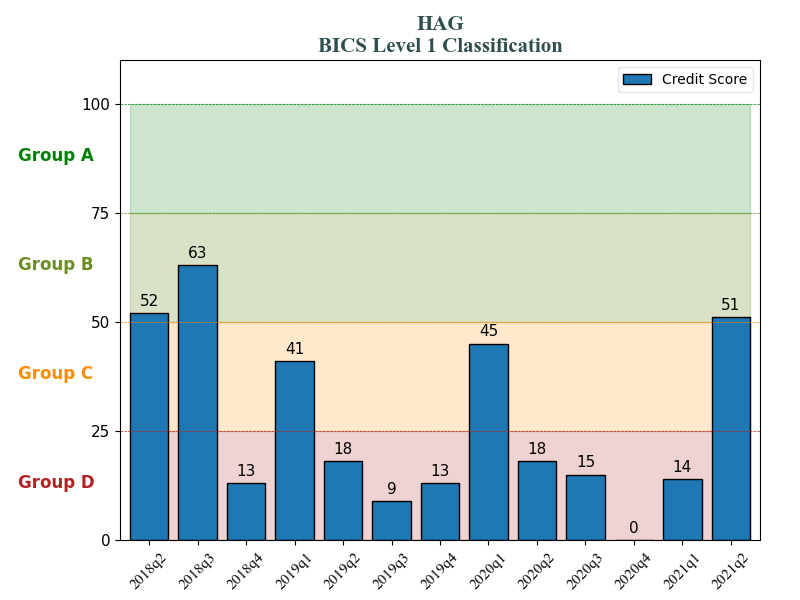 HAG
BICS Level 1 Classification
Credit Score
100
Group A
75
Group B
63
52
51
50
45
41
Group C
25
18
18
15
14
13
13
9
Group D
0
0
2018q2
2018q3
2018q4
2019q1
2019q2
2019q3
2019q4
2020q1
2020q2
2020q3
2020q4
2021q1
2021q2